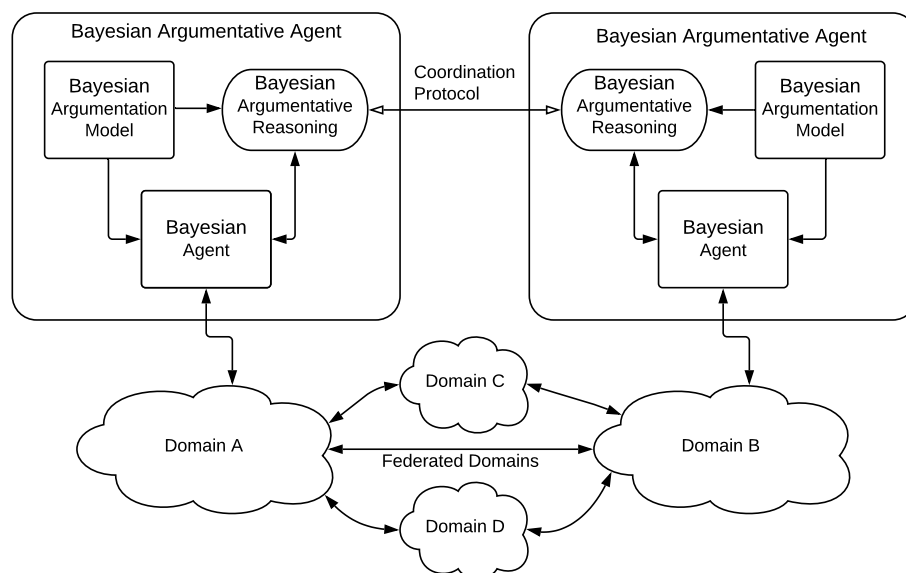 Bayesian Argumentative Agent
Bayesian
Argumentation
Model
Bayesian
Argumentative
Reasoning
Bayesian
Agent
Coordination
Protocol
Bayesian Argumentative Agent
Bayesian
Argumentative
Reasoning
Bayesian
Argumentation
Model
Bayesian
Agent
Domain C
Domain A
Domain B
Federated Domains
Domain D